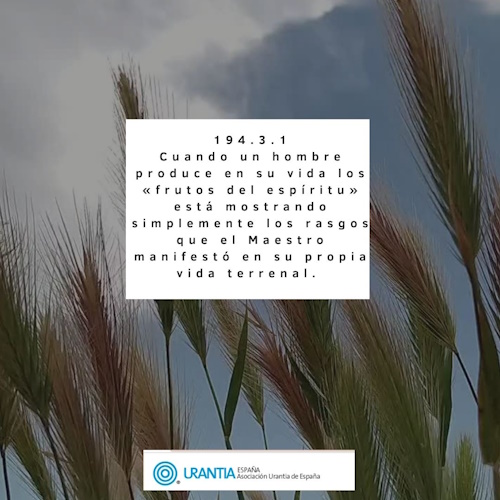 194.3.1
Cuando un hombre
produce en su vida los
«frutos del espíritu»
está mostrando
simplemente los rasgos
que el Maestro
manifestó en su propia
vida terrenal.
URANTIA ESPAÑA
Asociación Urantia de España